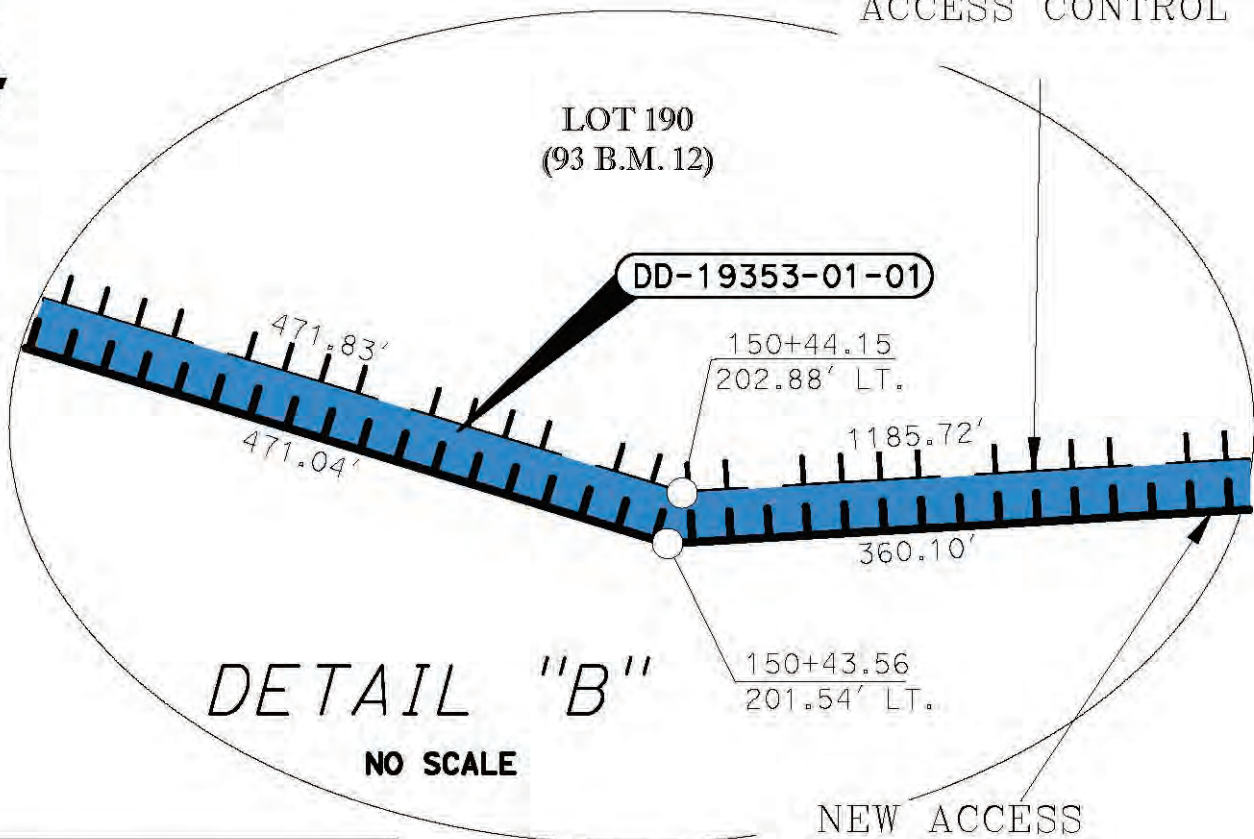 ACCESS CONTROL
LOT 190
(93 B.M. 12)
DD-19353-01-01
471.83'
150+44.15
202.88' LT.
1185.72'
471.04'
360.10'
150+43.56
201.54' LT.
DETAIL "B"
NO SCALE
NEW ACCESS